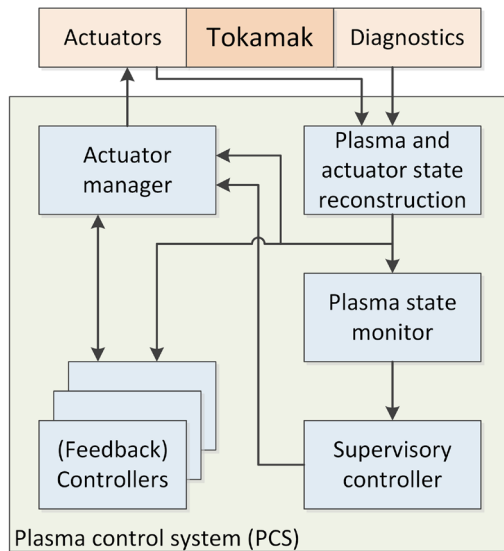 Actuators
Tokamak
Diagnostics
Actuator
manager
Plasma and
actuator state
reconstruction
Plasma state
monitor
(Feedback)
Controllers
Supervisory
controller
Plasma control system (PCS)